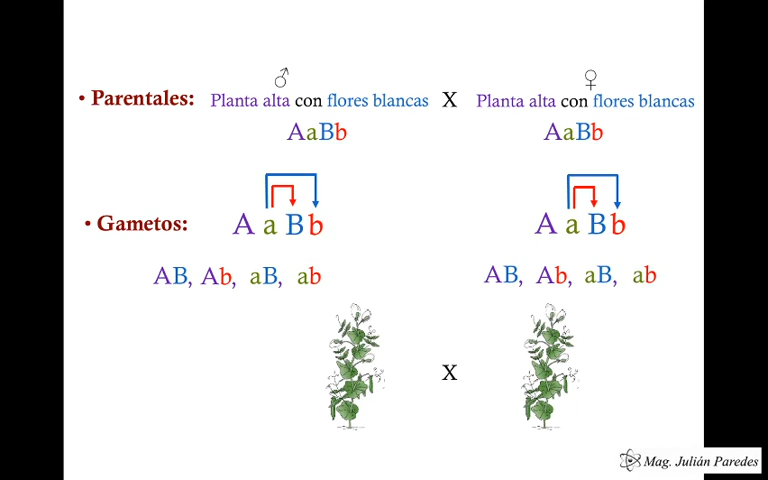 ♂ ♀
• Parentales: Planta alta con flores blancas X Planta alta con flores blancas
AaBb AaBb
• Gametos: A a B b A a B b
AB, Ab, aB, ab AB, Ab, aB, ab
X
Mag. Julián Paredes